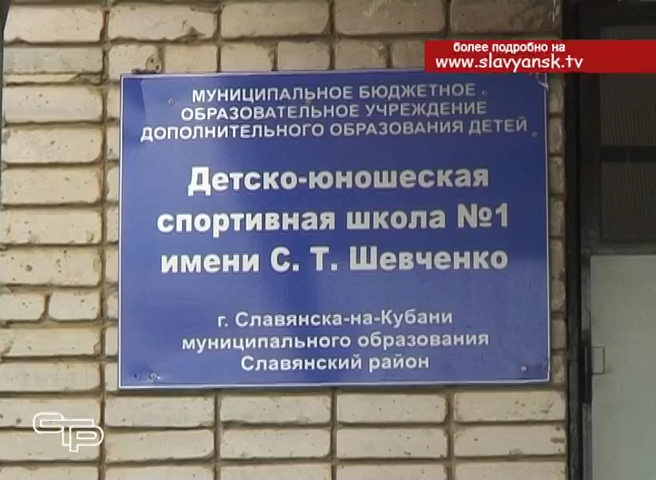 более подробно на
www.slavyansk.tv
МУНИЦИПАЛЬНОЕ БЮДЖЕТНОЕ
ОБРАЗОВАТЕЛЬНОЕ УЧРЕЖДЕНИЕ
ДОПОЛНИТЕЛЬНОГО ОБРАЗОВАНИЯ ДЕТЕЙ
Детско-юношеская
спортивная школа №1
имени С. Т. Шевченко
г. Славянска-на-Кубани
муниципального образования
Славянский район
СТР